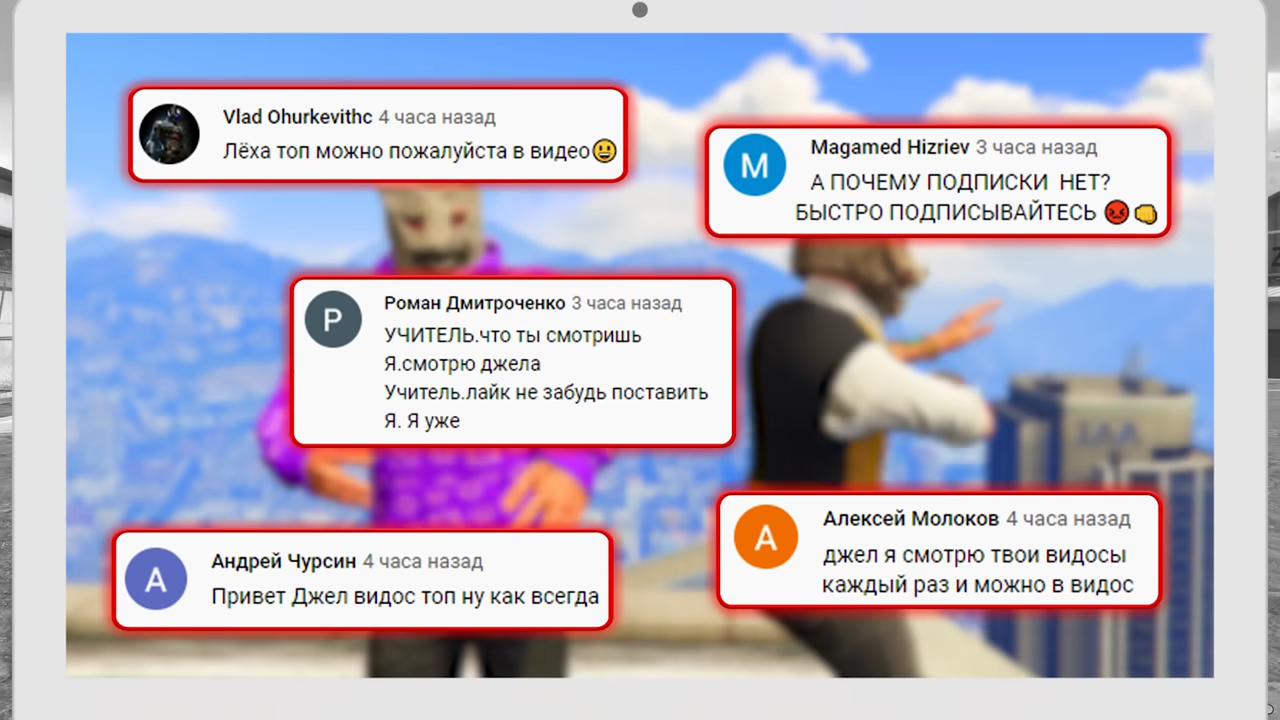 Vlad Ohurkevithc 4 часа назад
Лёха топ можно пожалуйста в видео😃
Magamed Hizriev 3 часа назад
М
А ПОЧЕМУ ПОДПИСКИ НЕТ?
БЫСТРО ПОДПИСЫВАЙТЕСЬ 😡👊
Роман Дмитроченко 3 часа назад
Р
УЧИТЕЛЬ.что ты смотришь
Я.смотрю джела
Учитель.лайк не забудь поставить
Я. Я уже
IAA
Алексей Молоков 4 часа назад
А
джел я смотрю твои видосы
каждый раз и можно в видос
Андрей Чурсин 4 часа назад
А
Привет Джел видос топ ну как всегда